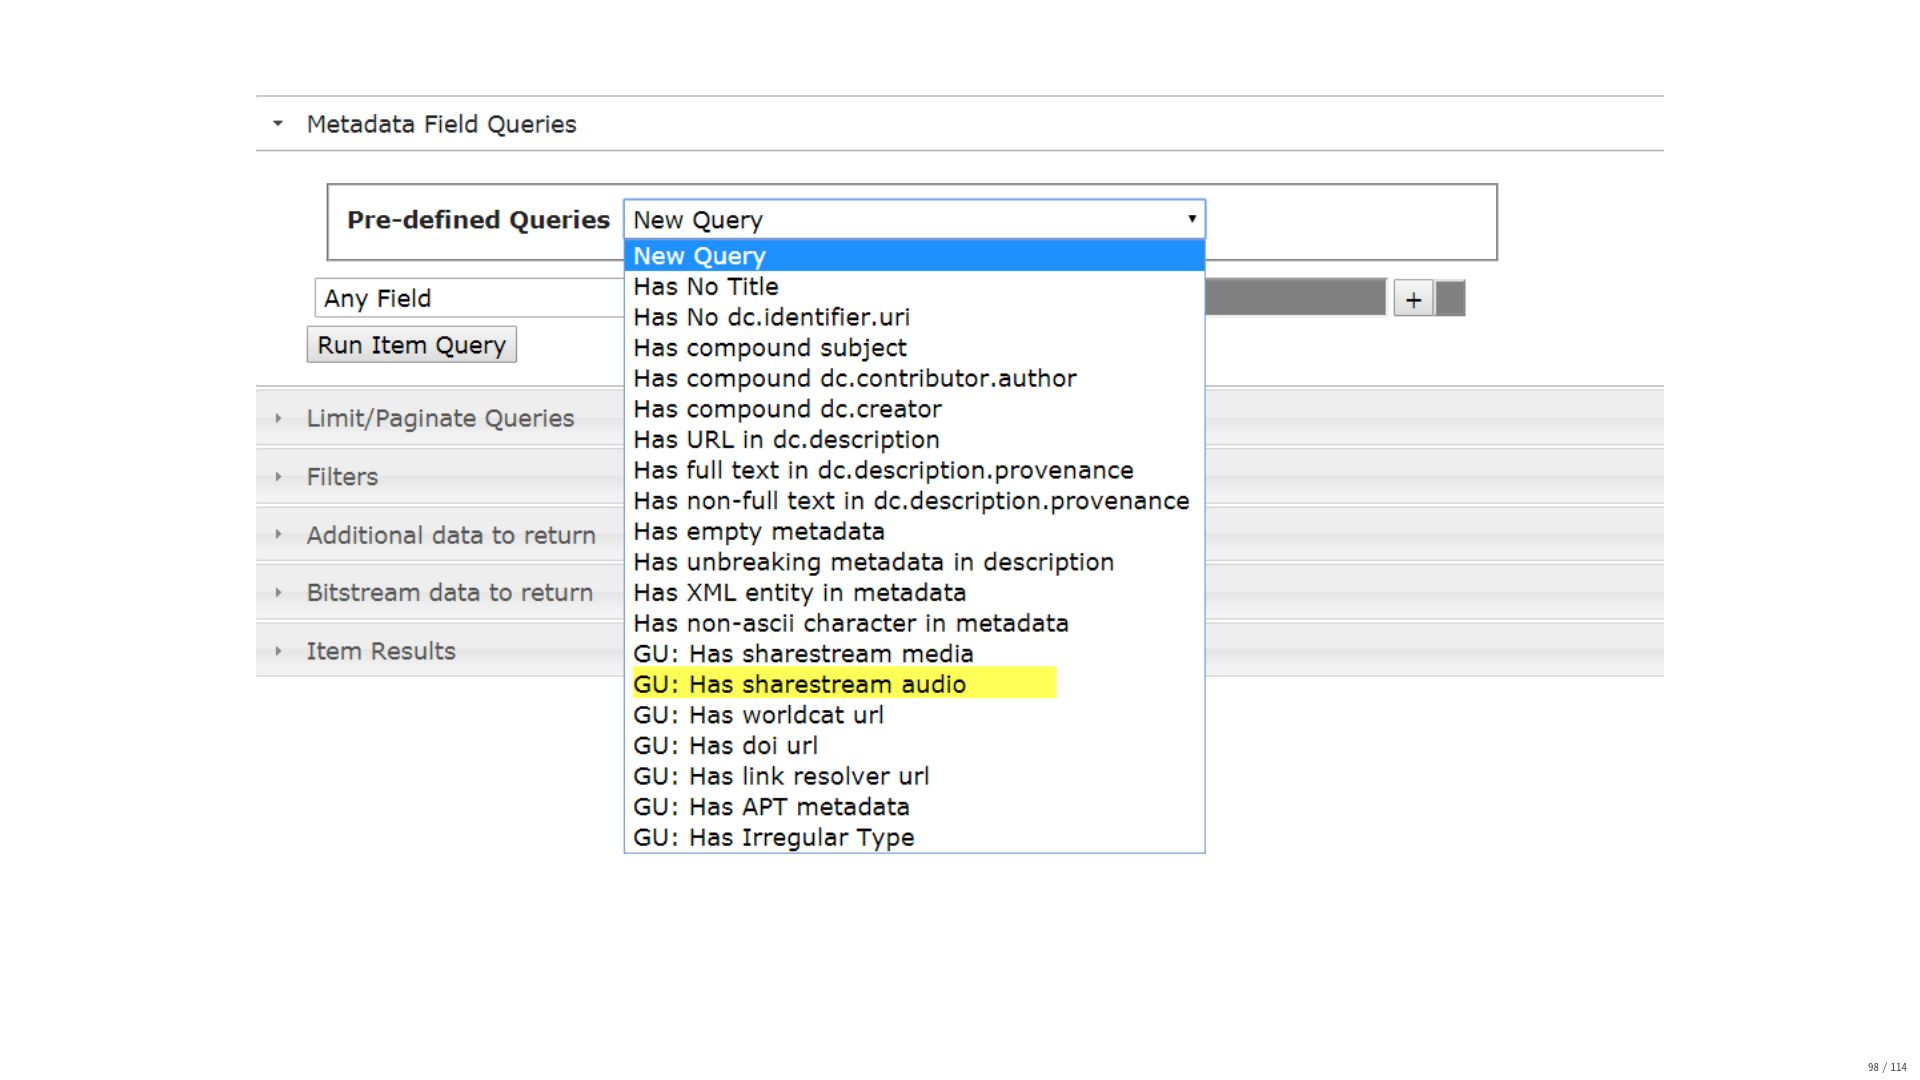 Metadata Field Queries
Pre-defined Queries New Query
New Query
Has No Title
Any Field +
Has No dc.identifier.uri
Run Item Query
Has compound subject
Has compound dc.contributor.author
Has compound dc.creator
Limit/Paginate Queries
Has URL in dc.description
Has full text in dc.description.provenance
Filters
Has non-full text in dc.description.provenance
Has empty metadata
Additional data to return
Has unbreaking metadata in description
Bitstream data to return
Has XML entity in metadata
Has non-ascii character in metadata
Item Results
GU: Has sharestream media
GU: Has sharestream audio
GU: Has worldcat url
GU: Has doi url
GU: Has link resolver url
GU: Has APT metadata
GU: Has Irregular Type
98 / 114